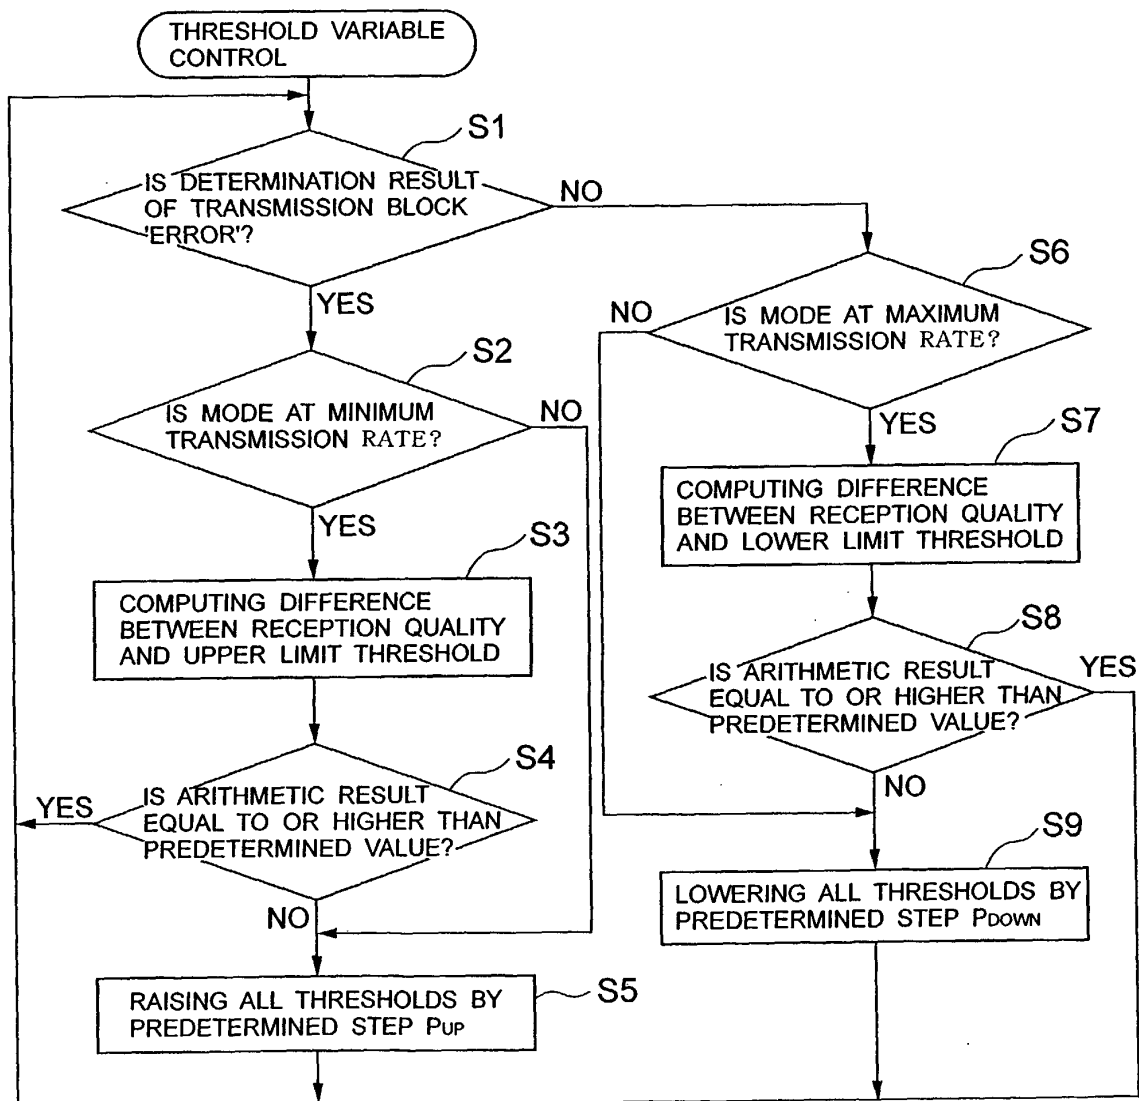 THRESHOLD VARIABLE
CONTROL
S1
IS DETERMINATION RESULT
OF TRANSMISSION BLOCK
'ERROR'?
NO
YES
S2
IS MODE AT MINIMUM
TRANSMISSION RATE?
NO
YES
S3
COMPUTING DIFFERENCE
BETWEEN RECEPTION QUALITY
AND UPPER LIMIT THRESHOLD
S4
IS ARITHMETIC RESULT
EQUAL TO OR HIGHER THAN
PREDETERMINED VALUE?
YES
NO
S5
RAISING ALL THRESHOLDS BY
PREDETERMINED STEP PUP
S6
IS MODE AT MAXIMUM
TRANSMISSION RATE?
NO
YES
S7
COMPUTING DIFFERENCE
BETWEEN RECEPTION QUALITY
AND LOWER LIMIT THRESHOLD
S8
IS ARITHMETIC RESULT
EQUAL TO OR HIGHER THAN
PREDETERMINED VALUE?
YES
NO
S9
LOWERING ALL THRESHOLDS BY
PREDETERMINED STEP PDOWN